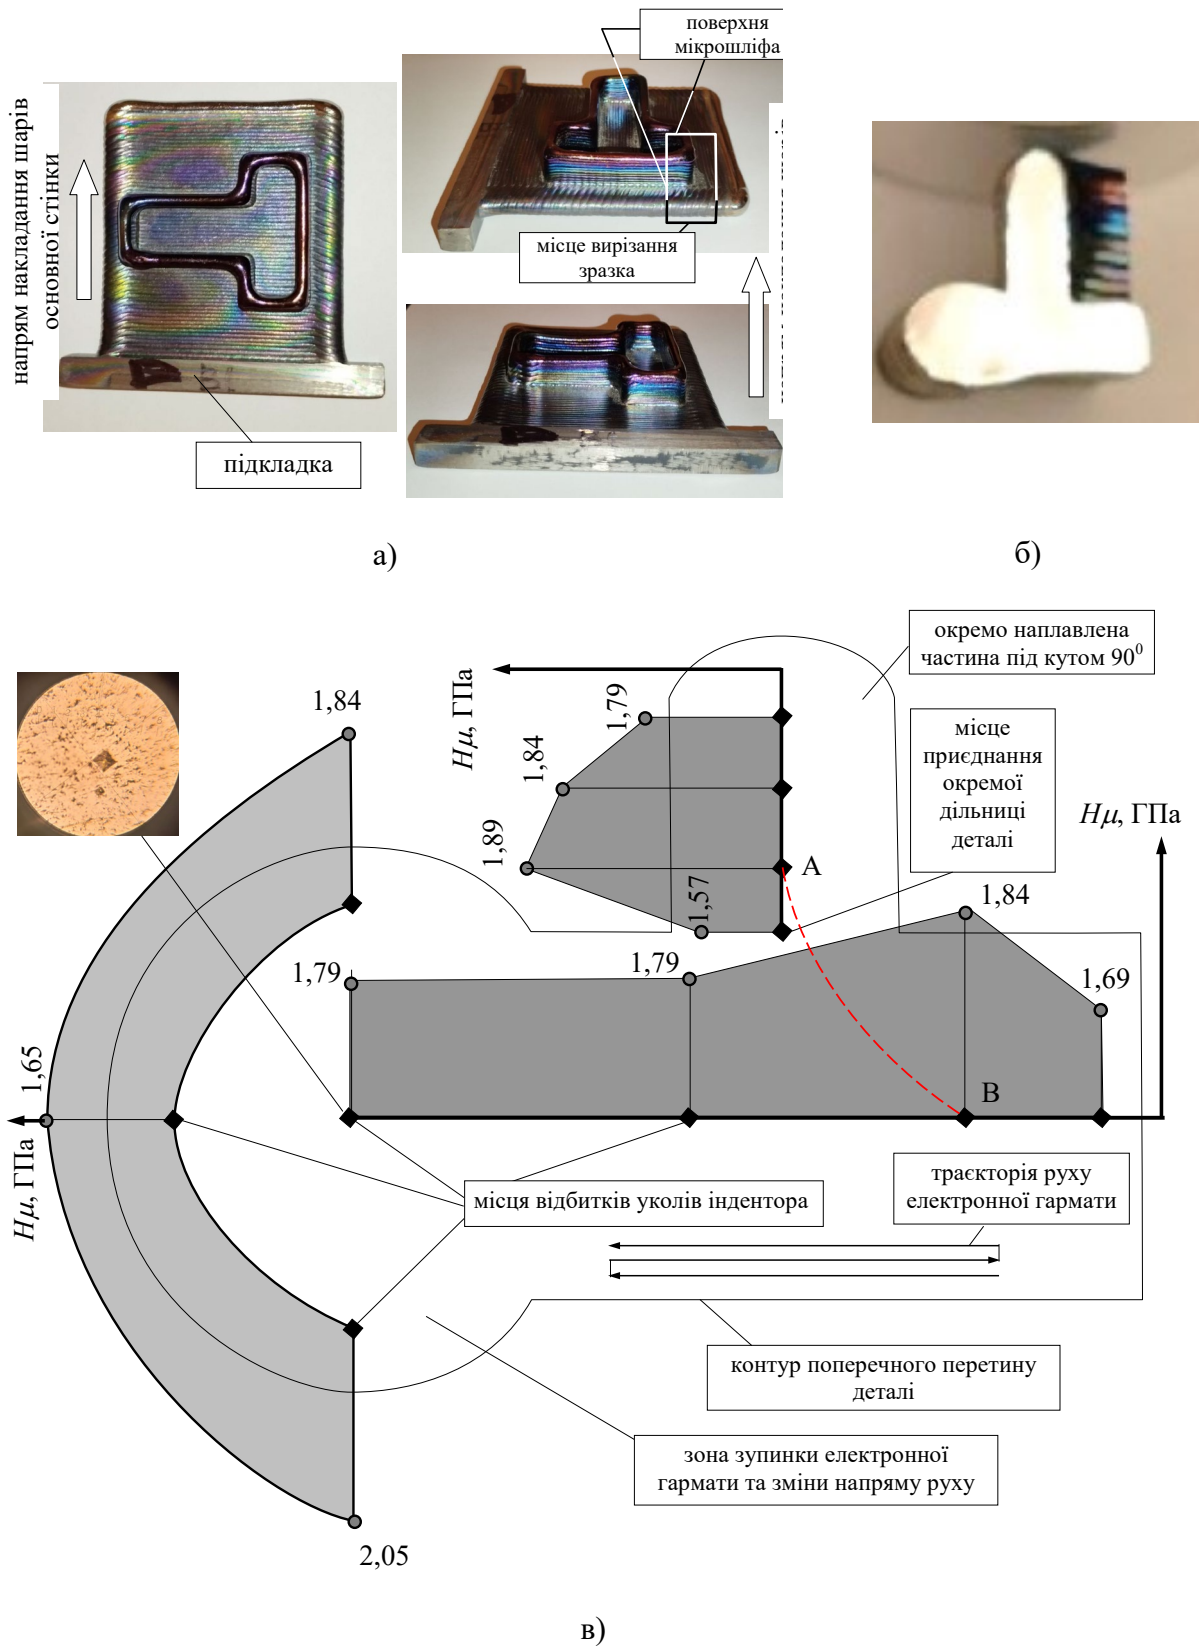 напрям накладання шарів
основної стінки
підкладка
поверхня
мікрошліфа
місце вирізання
зразка
а)
б)
окремо наплавлена
частина під кутом 90⁰
місце
приєднання
окремої
дільниці
деталі
Hμ, ГПа
Hμ, ГПа
1,84
1,79
1,84
1,89
1,57
A
1,84
1,79
1,79
1,69
1,65
Hμ, ГПа
B
місця відбитків уколів індентора
траєкторія руху
електронної гармати
контур поперечного перетину
деталі
зона зупинки електронної
гармати та зміни напряму руху
2,05
в)